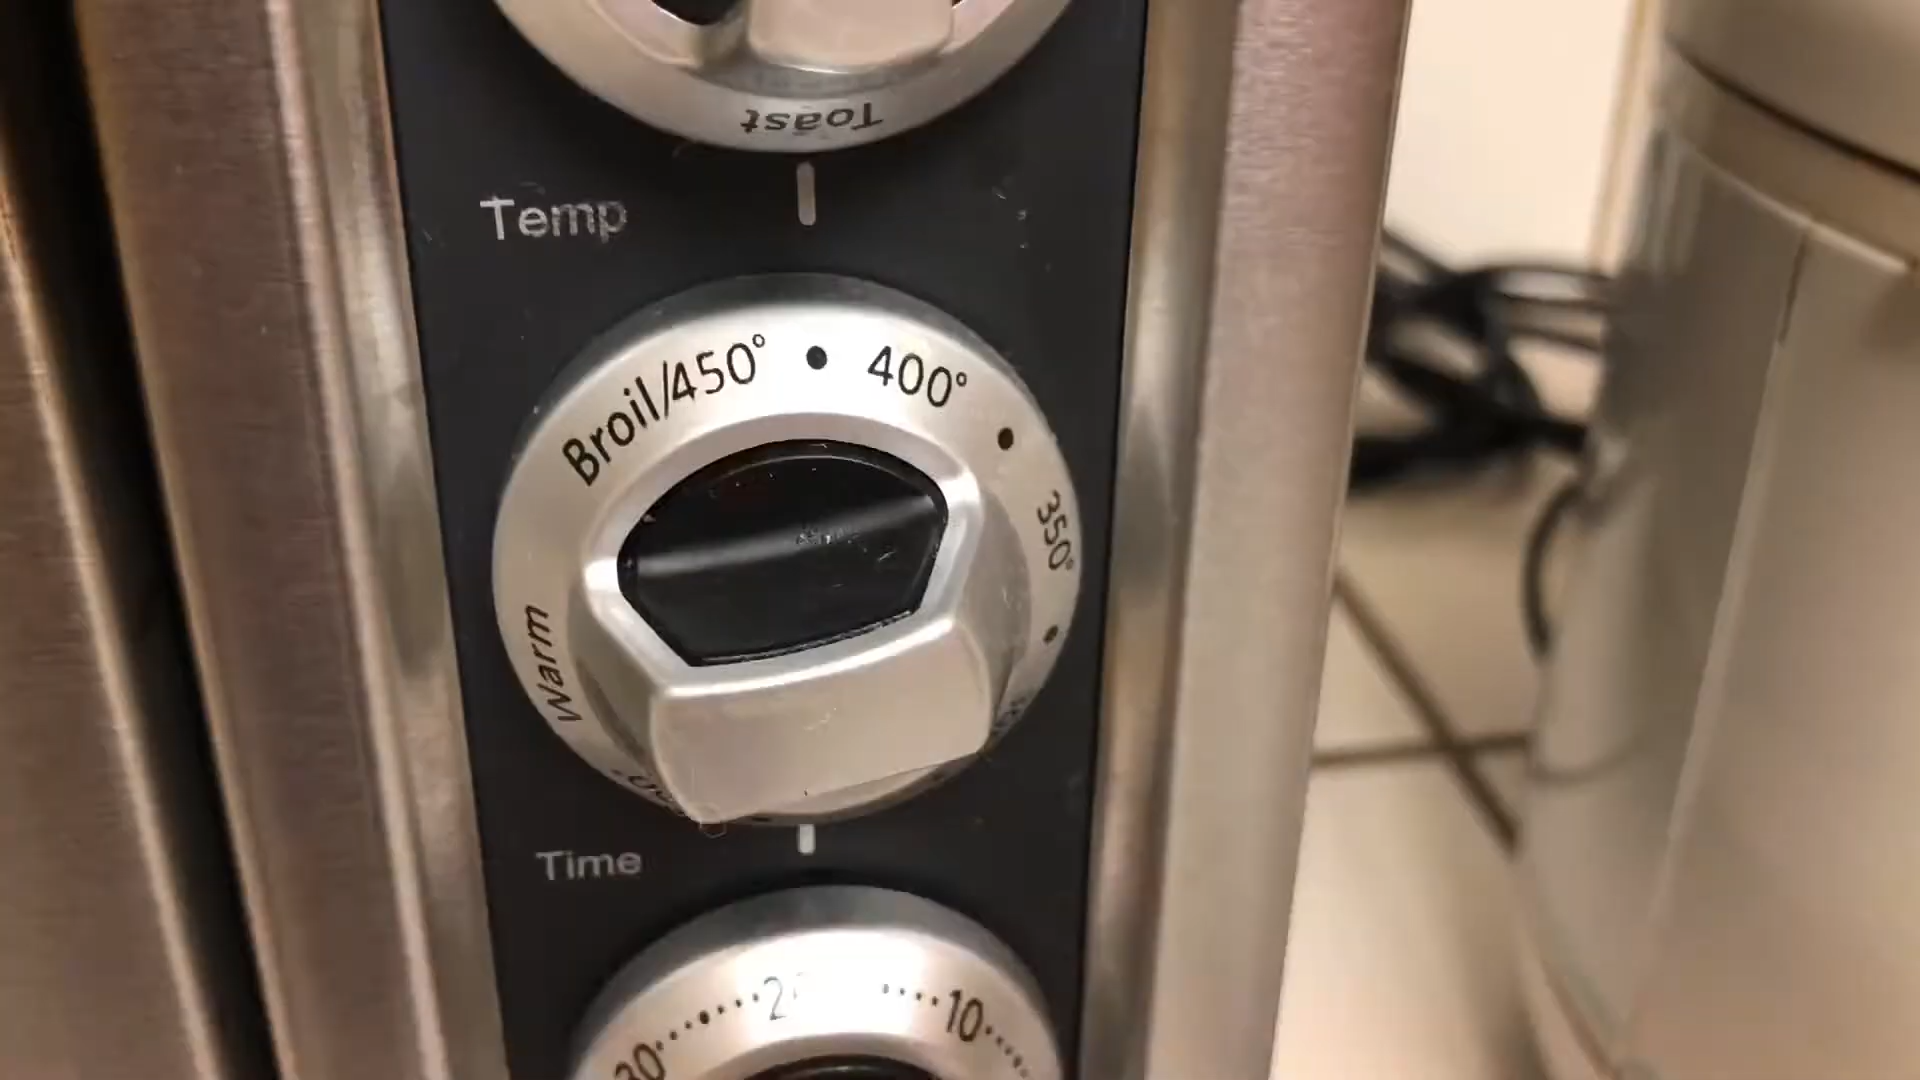 Toast
Temp
Broil/450° • 400° •
350° •
Warm
Time
30 10